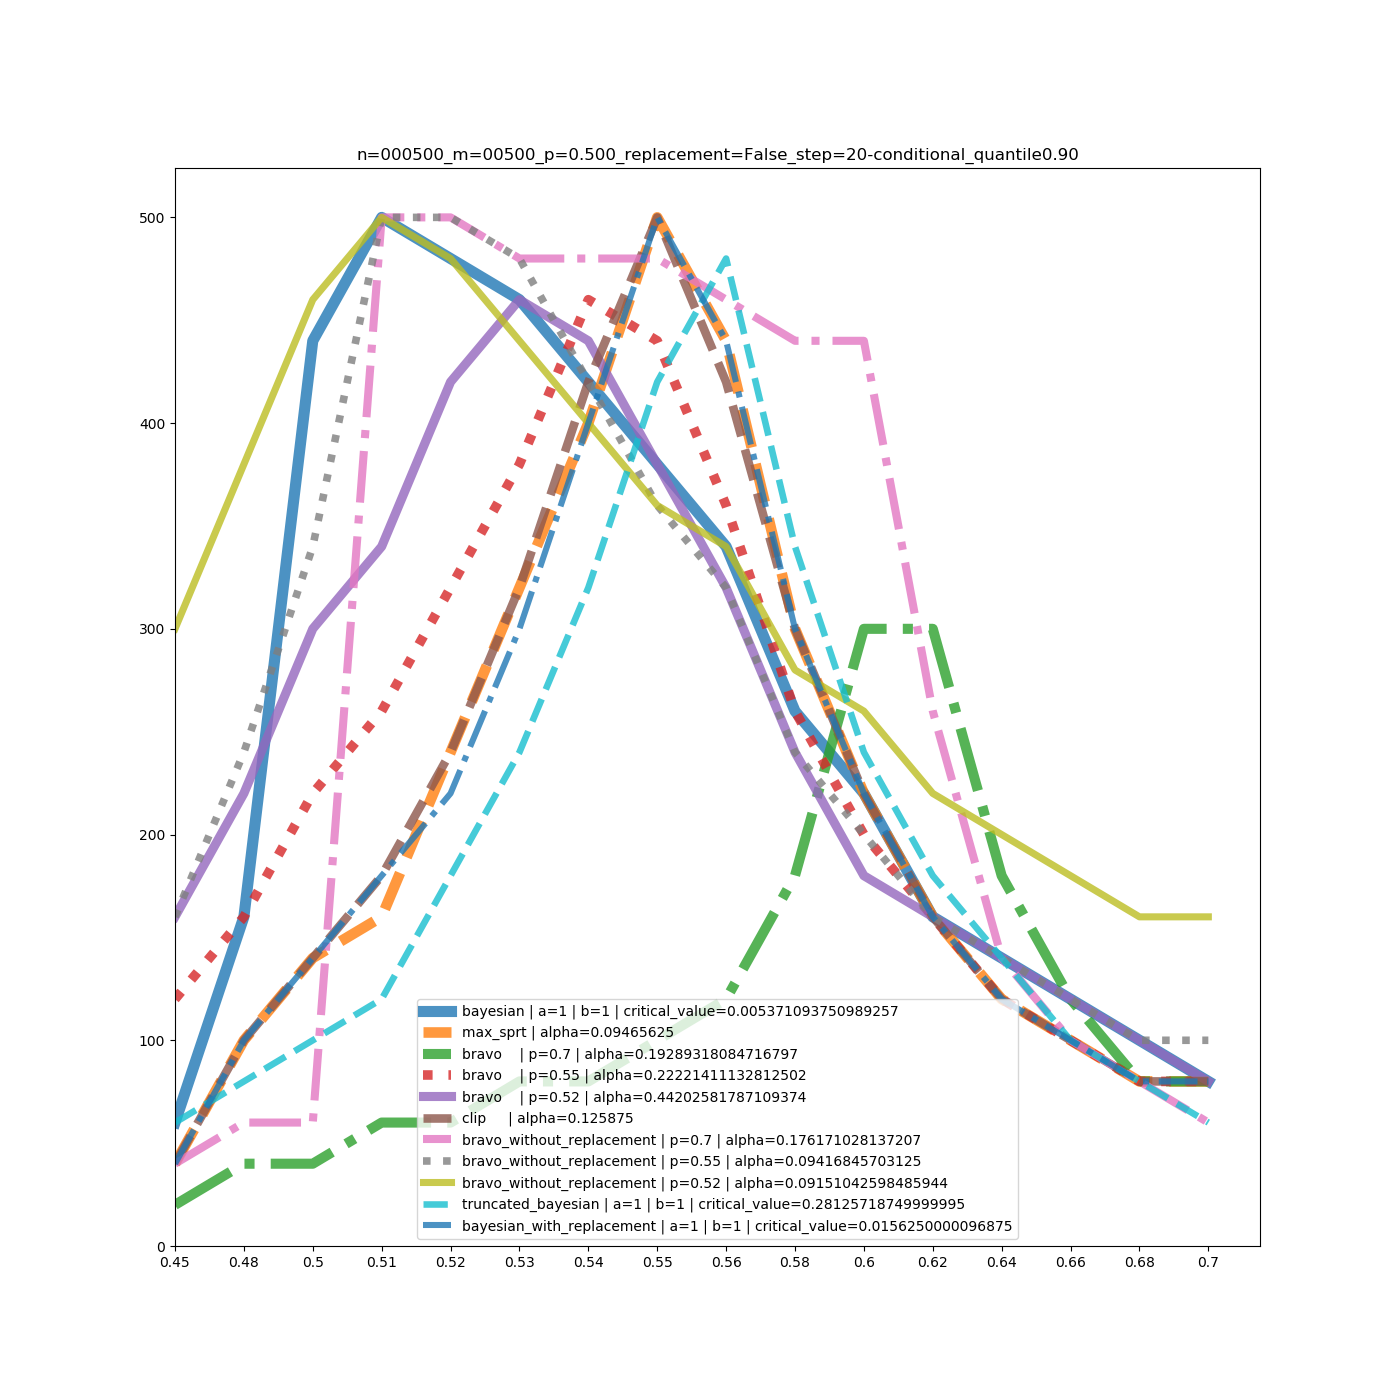 n=000500_m=00500_p=0.500_replacement=False_step=20-conditional_quantile0.90
500
400
300
200
100
0
bayesian | a=1 | b=1 | critical_value=0.005371093750989257
max_sprt | alpha=0.09465625
bravo    | p=0.7 | alpha=0.19289318084716797
bravo    | p=0.55 | alpha=0.22221411132812502
bravo    | p=0.52 | alpha=0.44202581787109374
clip     | alpha=0.125875
bravo_without_replacement | p=0.7 | alpha=0.176171028137207
bravo_without_replacement | p=0.55 | alpha=0.09416845703125
bravo_without_replacement | p=0.52 | alpha=0.09151042598485944
truncated_bayesian | a=1 | b=1 | critical_value=0.28125718749999995
bayesian_with_replacement | a=1 | b=1 | critical_value=0.0156250000096875
0.45 0.48 0.5 0.51 0.52 0.53 0.54 0.55 0.56 0.58 0.6 0.62 0.64 0.66 0.68 0.7